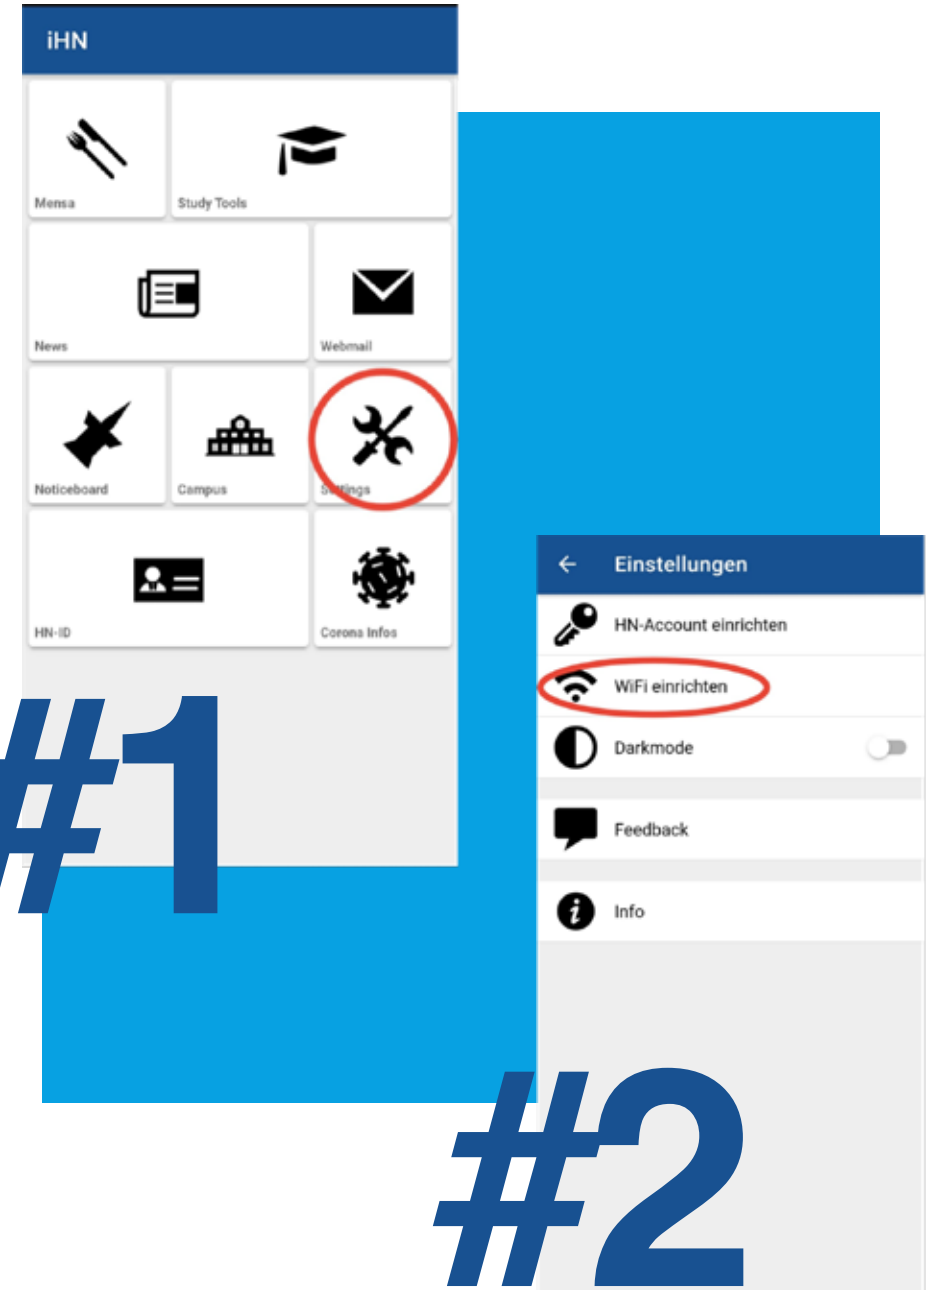 iHN
Mensa
Study Tools
News
Webmail
Noticeboard
Campus
Settings
HN-ID
Corona Infos
#1
Einstellungen
HN-Account einrichten
WiFi einrichten
Darkmode
Feedback
Info
#2